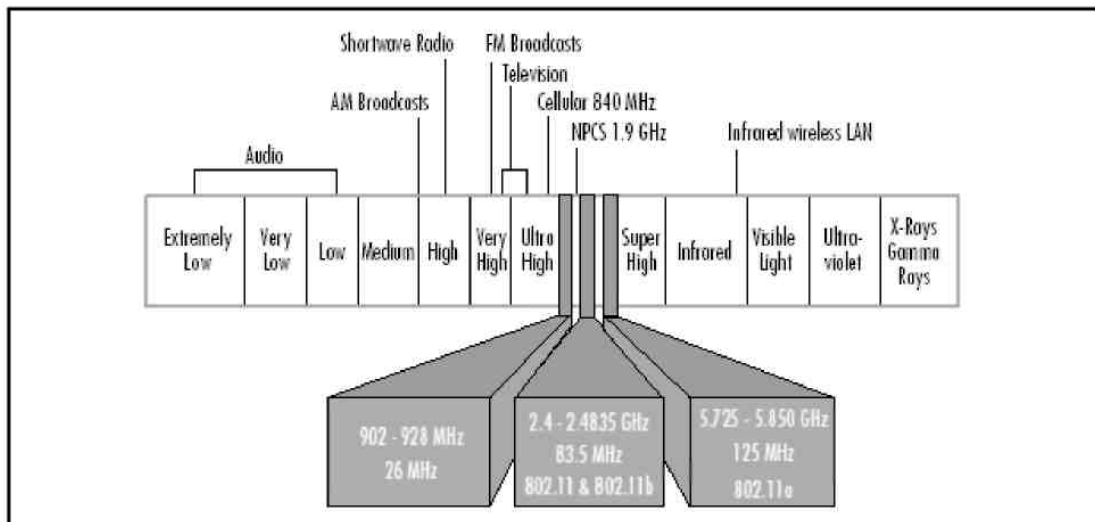 Shortwave Radio
FM Broadcasts
Television
AM Broadcasts
Cellular 840 MHz
NPCS 1.9 GHz
Infrared wireless LAN
Audio
Extremely
Low
Very
Low
Low
Medium
High
Very
High
Ultra
High
Super
High
Infrared
Visible
Light
Ultra-
violet
X-Rays
Gamma
Rays
902 - 928 MHz
26 MHz
2.4 - 2.4835 GHz
83.5 MHz
802.11 & 802.11b
5.725 - 5.850 GHz
125 MHz
802.11a